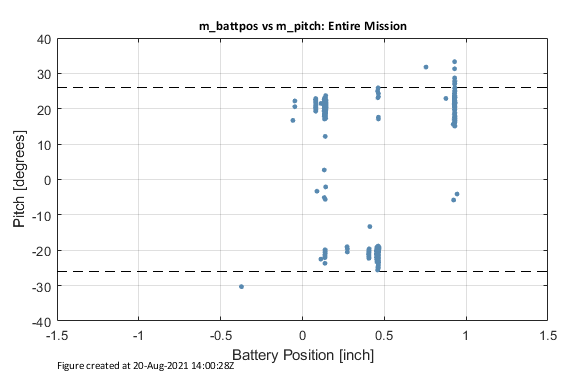 m_battpos vs m_pitch: Entire Mission
40
30
20
10
0
-10
-20
-30
-40
Pitch [degrees]
-1.5 -1 -0.5 0 0.5 1 1.5
Battery Position [inch]
Figure created at 20-Aug-2021 14:00:28Z